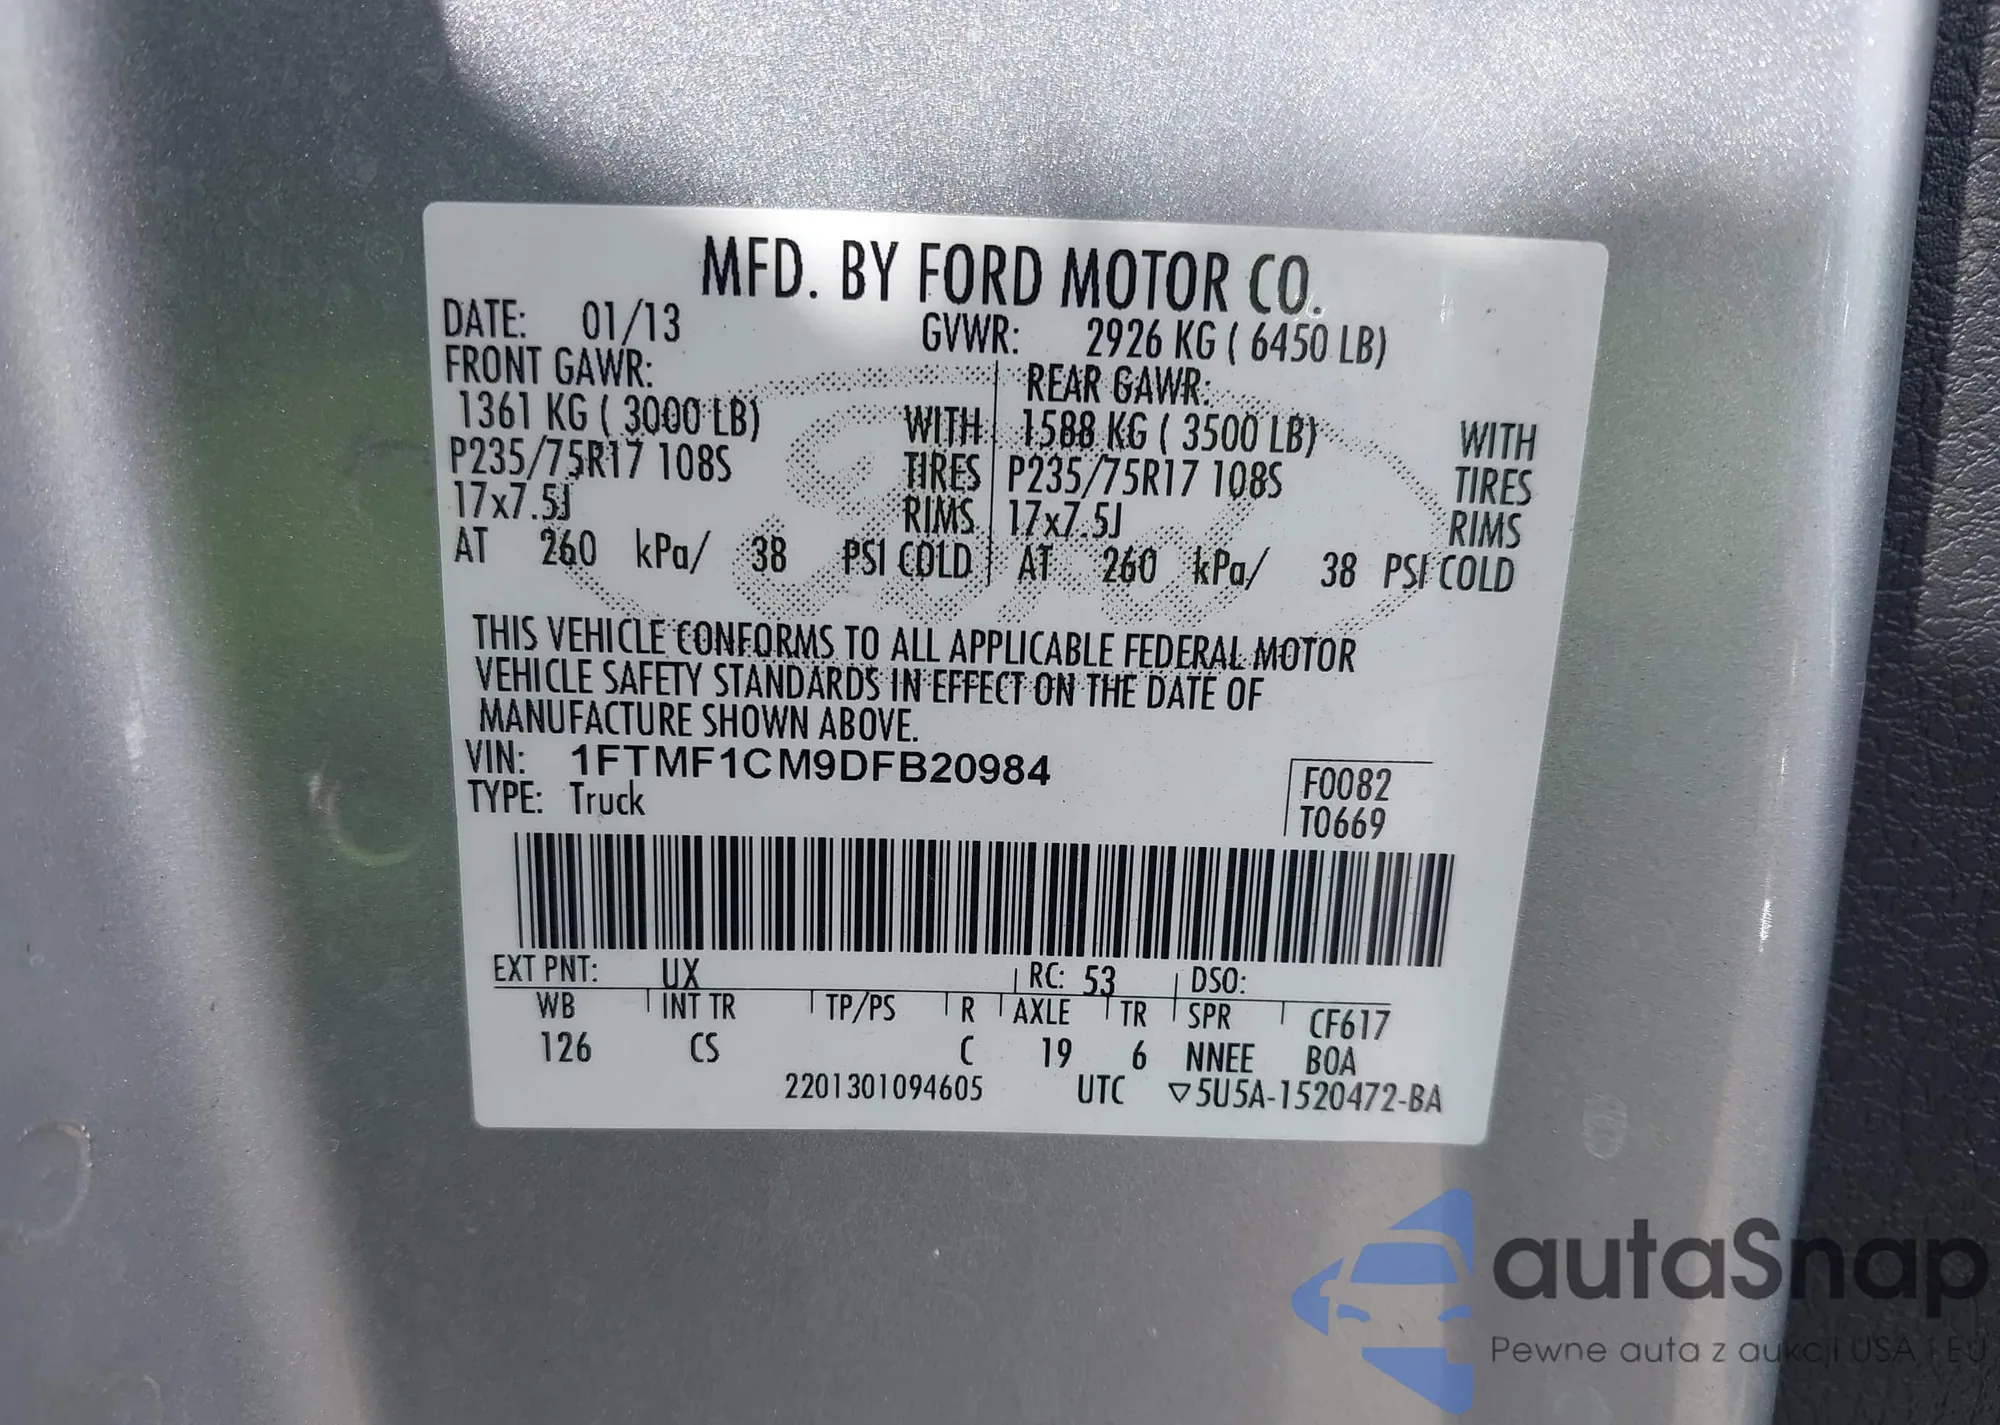 MFD. BY FORD MOTOR CO.
DATE: 01/13 GVWR: 2926 KG ( 6450 LB)
FRONT GAWR: REAR GAWR:
1361 KG ( 3000 LB) WITH 1588 KG ( 3500 LB) WITH
P235/75R17 108S TIRES P235/75R17 108S TIRES
17x7.5J RIMS 17x7.5J RIMS
AT 260 kPa/ 38 PSI COLD AT 260 kPa/ 38 PSI COLD
THIS VEHICLE CONFORMS TO ALL APPLICABLE FEDERAL MOTOR
VEHICLE SAFETY STANDARDS IN EFFECT ON THE DATE OF
MANUFACTURE SHOWN ABOVE.
VIN: 1FTMF1CM9DFB20984 F0082
TYPE: Truck T0669
EXT PNT: UX RC: 53 DSO:
WB INT TR TP/PS R AXLE TR SPR CF617
126 CS C 19 6 NNEE BOA
2201301094605 UTC ▽5U5A-1520472-BA
autaSnap
Pewne auta z aukcji USA i EU